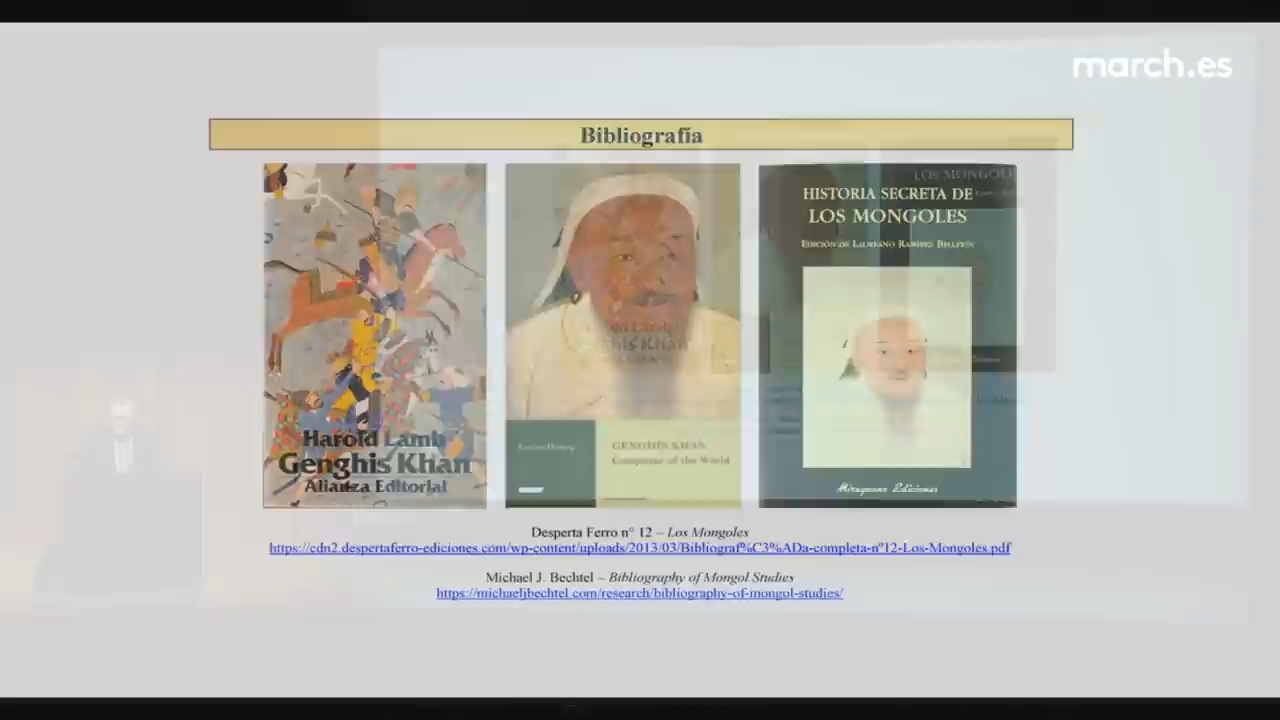 march.es
Bibliografía
Harold Lamb
Genghis Khan
Alianza Editorial
GENGHIS KHAN
Conqueror of the World
LOS MONGOL
HISTORIA SECRETA DE
LOS MONGOLES
EDICIÓN DE LAUREANO RAMÍREZ BELLERÍN
Miraguano Ediciones
Desperta Ferro nº 12 – Los Mongoles
https://cdn2.despertaferro-ediciones.com/wp-content/uploads/2013/03/Bibliograf%C3%ADa-completa-nº12-Los-Mongoles.pdf
Michael J. Bechtel – Bibliography of Mongol Studies
https://michaeljbechtel.com/research/bibliography-of-mongol-studies/